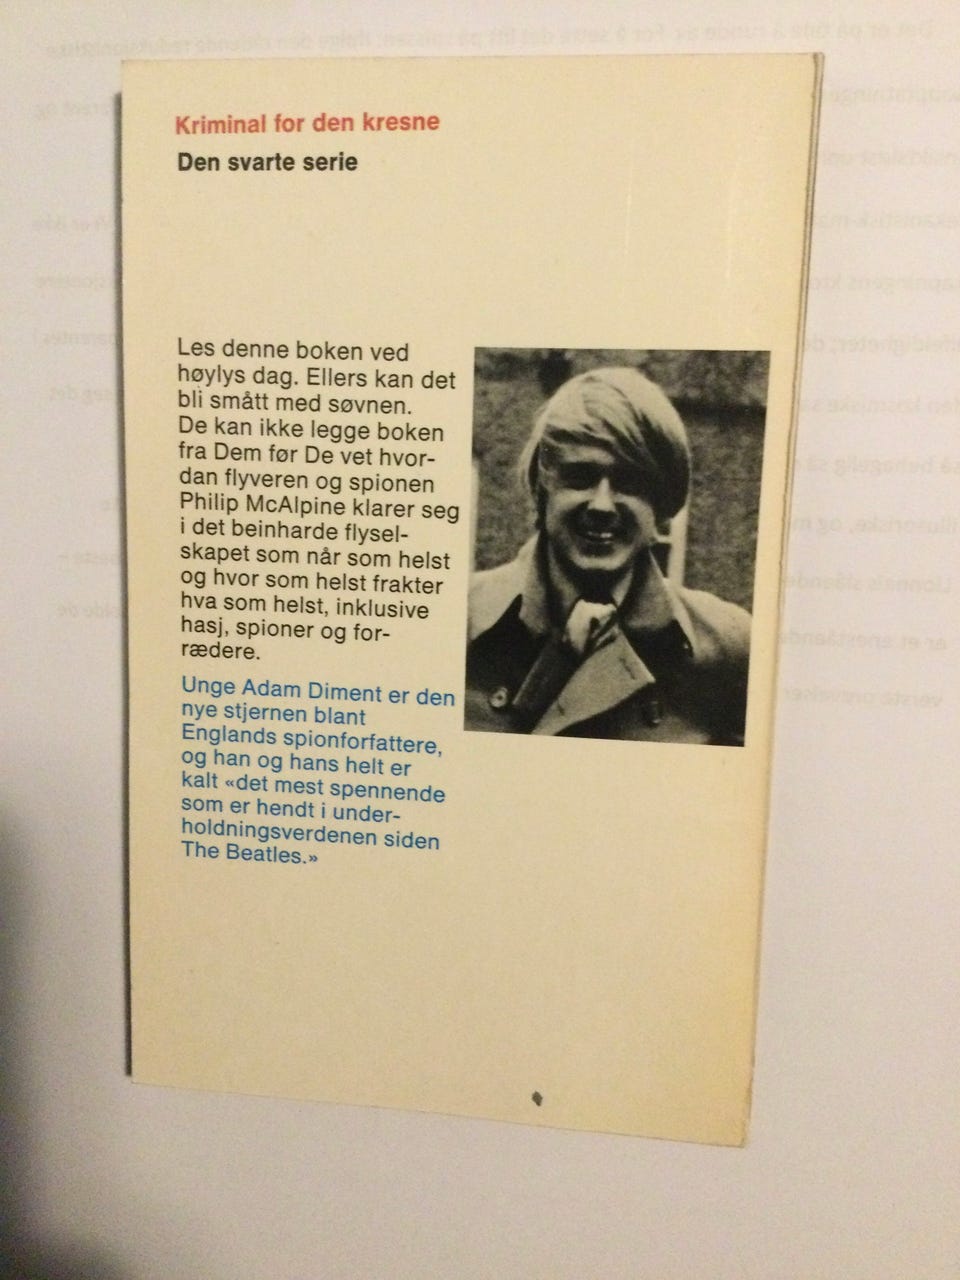 Kriminal for den kresne
Den svarte serie
Les denne boken ved
høylys dag. Ellers kan det
bli smått med søvnen.
De kan ikke legge boken
fra Dem før De vet hvor-
dan flyveren og spionen
Philip McAlpine klarer seg
i det beinharde flysel-
skapet som når som helst
og hvor som helst frakter
hva som helst, inklusive
hasj, spioner og for-
rædere.
Unge Adam Diment er den
nye stjernen blant
Englands spionforfattere,
og han og hans helt er
kalt «det mest spennende
som er hendt i under-
holdningsverdenen siden
The Beatles.»